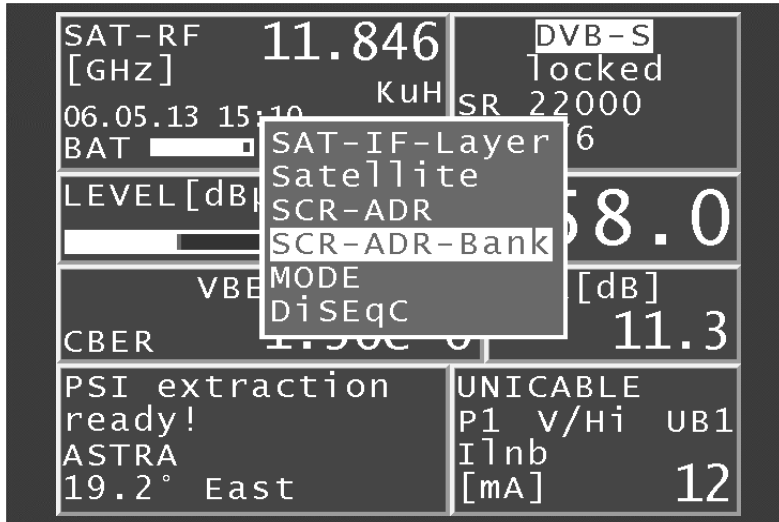 SAT-RF 11.846
[GHz]
KuH
06.05.13 15:10
BAT
DVB-S
locked
SR 22000
6
SAT-IF-Layer
Satellite
SCR-ADR
SCR-ADR-Bank
MODE
DiSEqC
LEVEL[dBµ
58.0
VBE
CBER
[dB]
11.3
PSI extraction
ready!
ASTRA
19.2° East
UNICABLE
P1 V/Hi UB1
Ilnb
[mA] 12